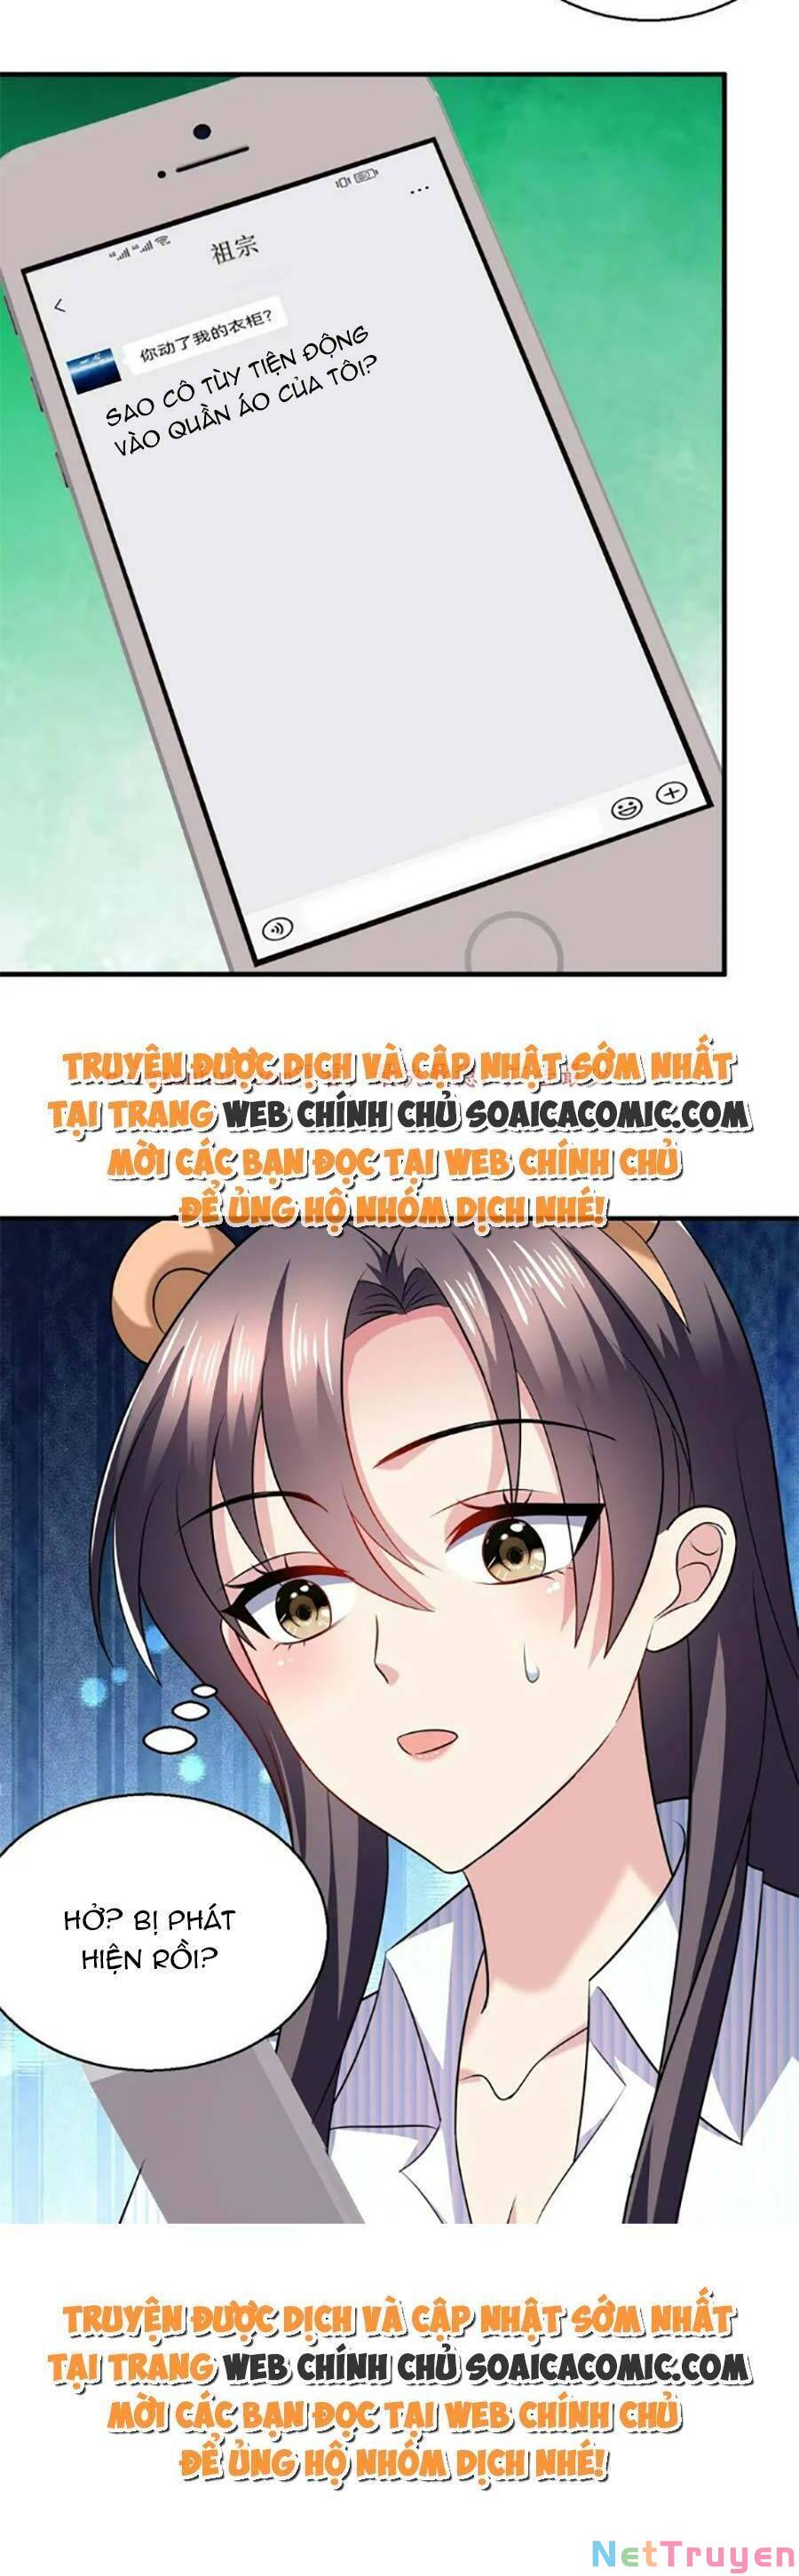 祖宗
你动了我的衣柜?
SAO CÔ TÙY TIỆN ĐỘNG
VÀO QUẦN ÁO CỦA TÔI?
TRUYỆN ĐƯỢC DỊCH VÀ CẬP NHẬT SỚM NHẤT
TẠI TRANG WEB CHÍNH CHỦ SOAICACOMIC.COM
MỜI CÁC BẠN ĐỌC TẠI WEB CHÍNH CHỦ
ĐỂ ỦNG HỘ NHÓM DỊCH NHÉ!
HỞ? BỊ PHÁT
HIỆN RỒI?
TRUYỆN ĐƯỢC DỊCH VÀ CẬP NHẬT SỚM NHẤT
TẠI TRANG WEB CHÍNH CHỦ SOAICACOMIC.COM
MỜI CÁC BẠN ĐỌC TẠI WEB CHÍNH CHỦ
ĐỂ ỦNG HỘ NHÓM DỊCH NHÉ!
NETTRUYEN